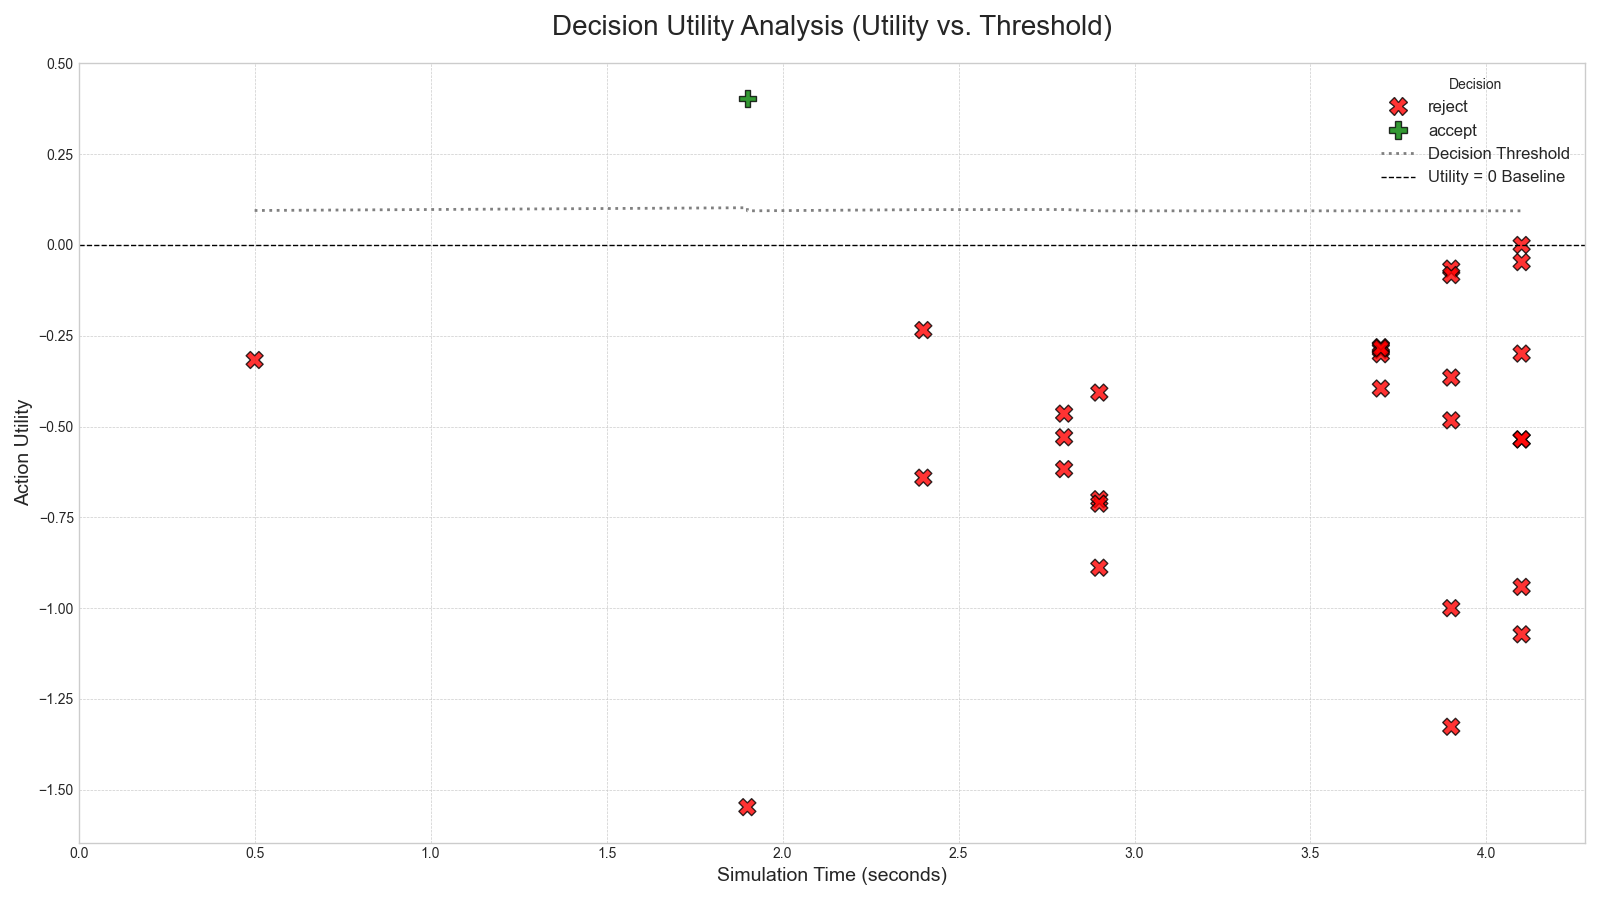 Decision Utility Analysis (Utility vs. Threshold)
Decision
reject
accept
Decision Threshold
Utility = 0 Baseline
Action Utility
0.50
0.25
0.00
−0.25
−0.50
−0.75
−1.00
−1.25
−1.50
0.0 0.5 1.0 1.5 2.0 2.5 3.0 3.5 4.0
Simulation Time (seconds)